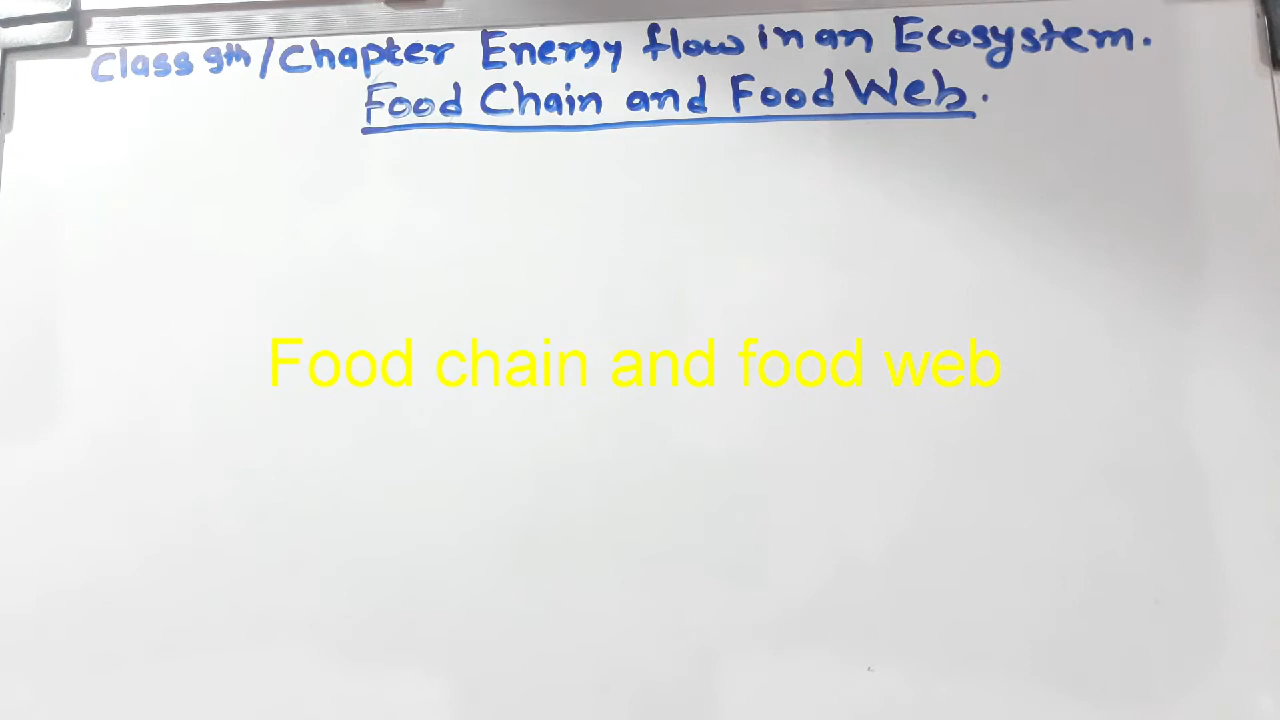 Class 9th/Chapter Energy flow in an Ecosystem.
Food Chain and Food Web.
Food chain and food web